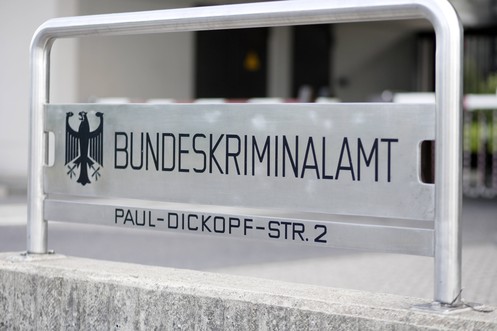 BUNDESKRIMINALAMT
PAUL-DICKOPF-STR. 2